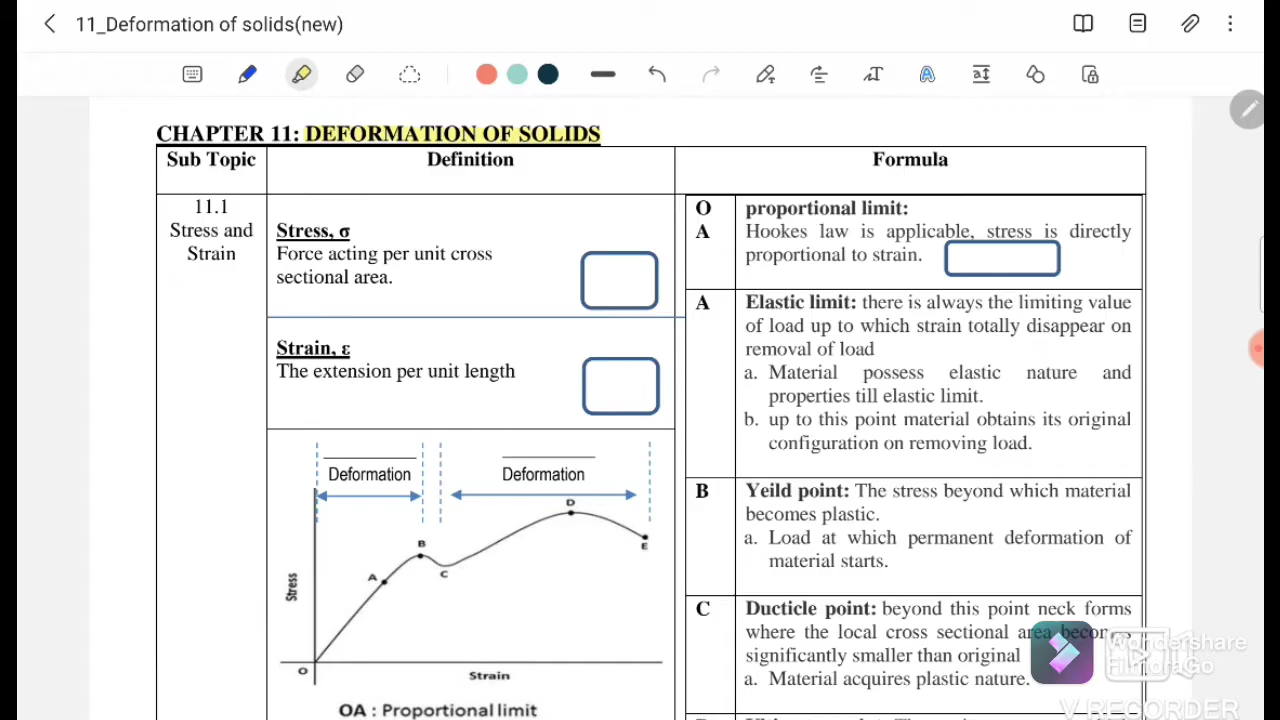 11_Deformation of solids(new)
CHAPTER 11: DEFORMATION OF SOLIDS
Sub Topic
Definition
Formula
11.1
Stress and
Strain
Stress, σ
Force acting per unit cross
sectional area.
Strain, ε
The extension per unit length
Deformation
Deformation
Stress
A
B
C
D
E
O
Strain
OA : Proportional limit
O
A
proportional limit:
Hookes law is applicable, stress is directly
proportional to strain.
A
Elastic limit: there is always the limiting value
of load up to which strain totally disappear on
removal of load
a. Material possess elastic nature and
properties till elastic limit.
b. up to this point material obtains its original
configuration on removing load.
B
Yeild point: The stress beyond which material
becomes plastic.
a. Load at which permanent deformation of
material starts.
C
Ducticle point: beyond this point neck forms
where the local cross sectional area
significantly smaller than original
a. Material acquires plastic nature.
Wondershare
FilmoraGo
V RECORDER